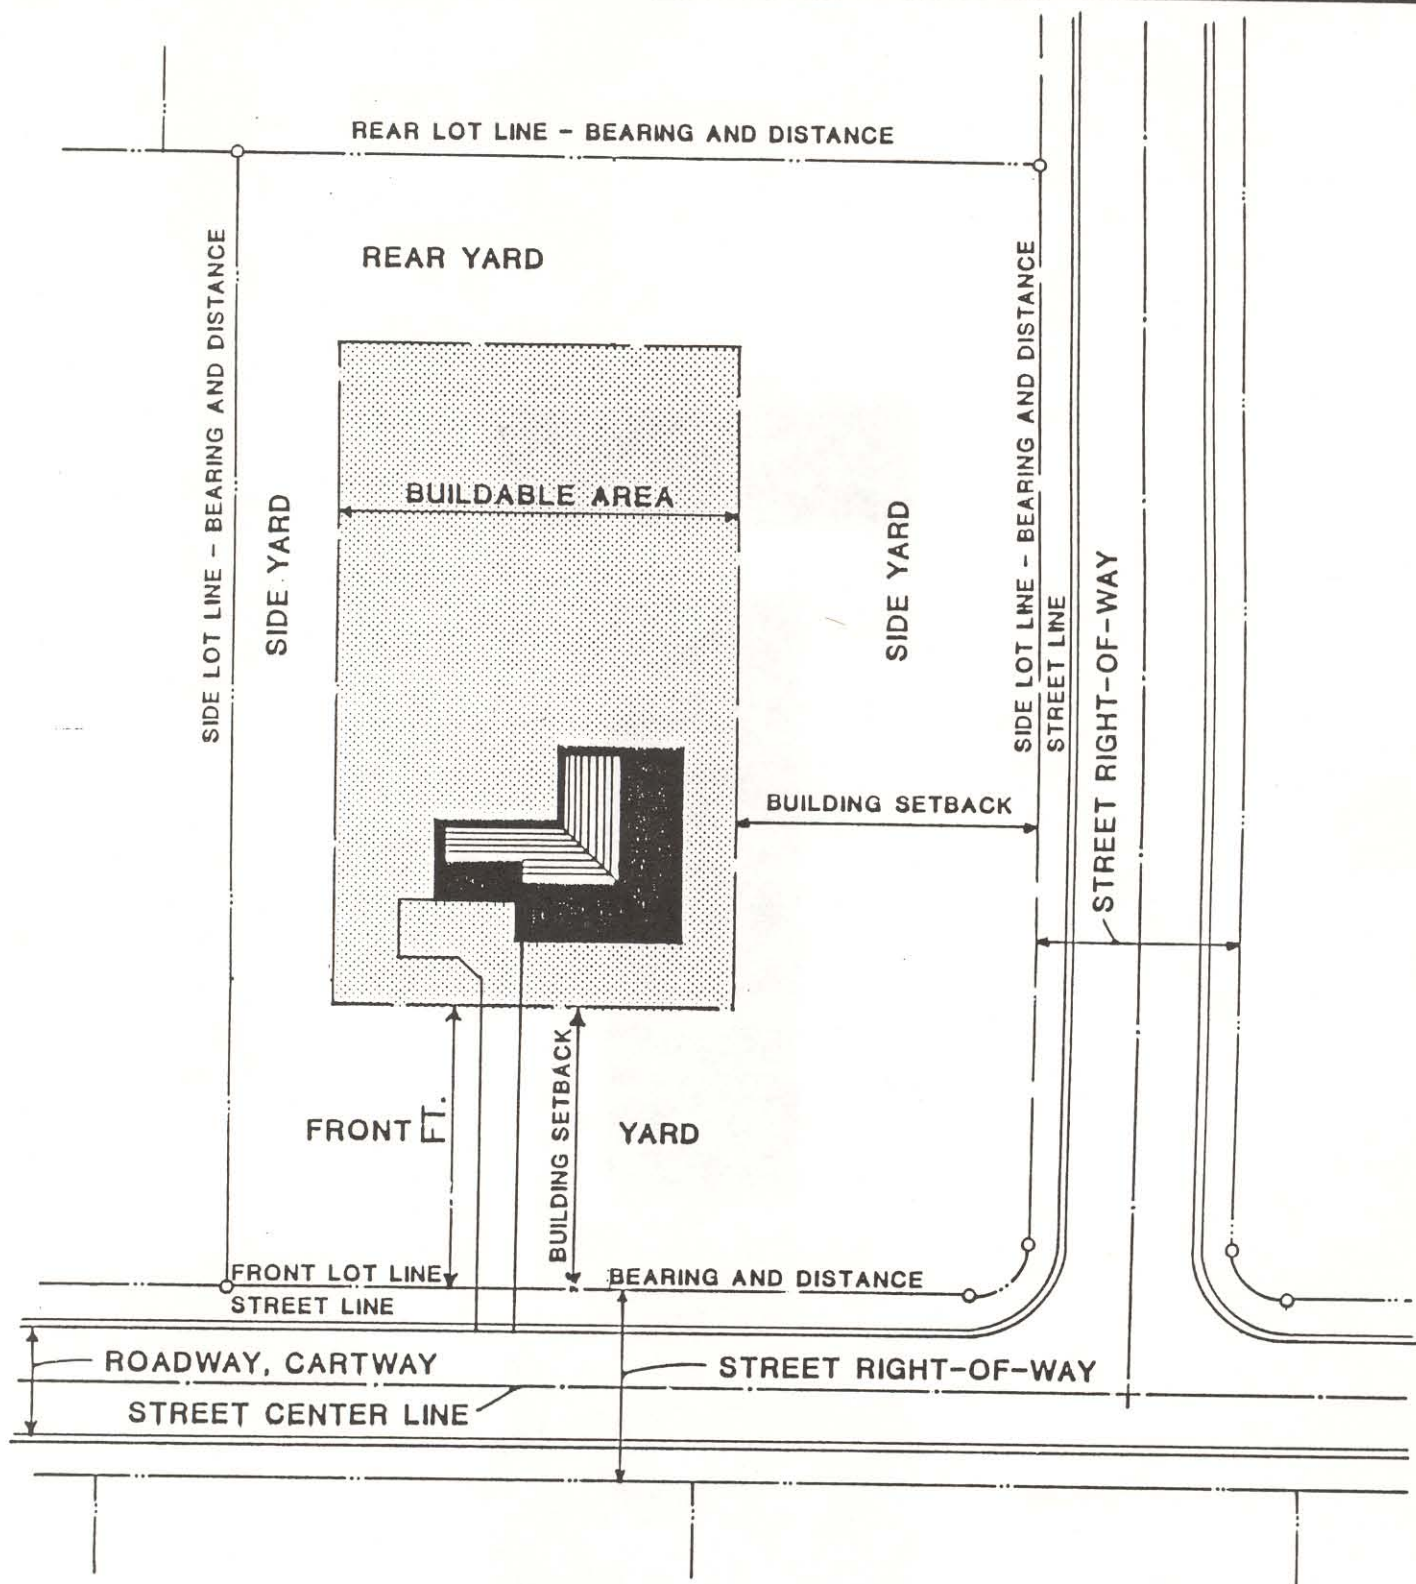 REAR LOT LINE - BEARING AND DISTANCE
REAR YARD
SIDE LOT LINE - BEARING AND DISTANCE
SIDE YARD
BUILDABLE AREA
SIDE YARD
SIDE LOT LINE - BEARING AND DISTANCE
STREET LINE
STREET RIGHT-OF-WAY
BUILDING SETBACK
FRONT
FT.
BUILDING SETBACK
YARD
FRONT LOT LINE
BEARING AND DISTANCE
STREET LINE
ROADWAY, CARTWAY
STREET RIGHT-OF-WAY
STREET CENTER LINE